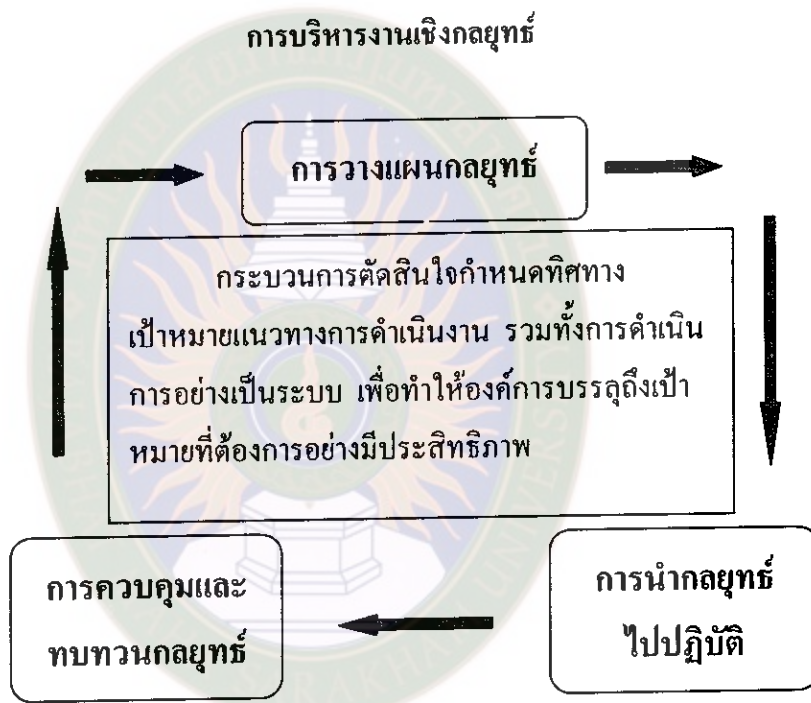 การบริหารงานเชิงกลยุทธ์
การวางแผนกลยุทธ์
กระบวนการตัดสินใจกำหนดทิศทาง
เป้าหมายแนวทางการดำเนินงาน รวมทั้งการดำเนิน
การอย่างเป็นระบบ เพื่อทำให้องค์การบรรลุถึงเป้า
หมายที่ต้องการอย่างมีประสิทธิภาพ
การควบคุมและ
ทบทวนกลยุทธ์
การนำกลยุทธ์
ไปปฏิบัติ